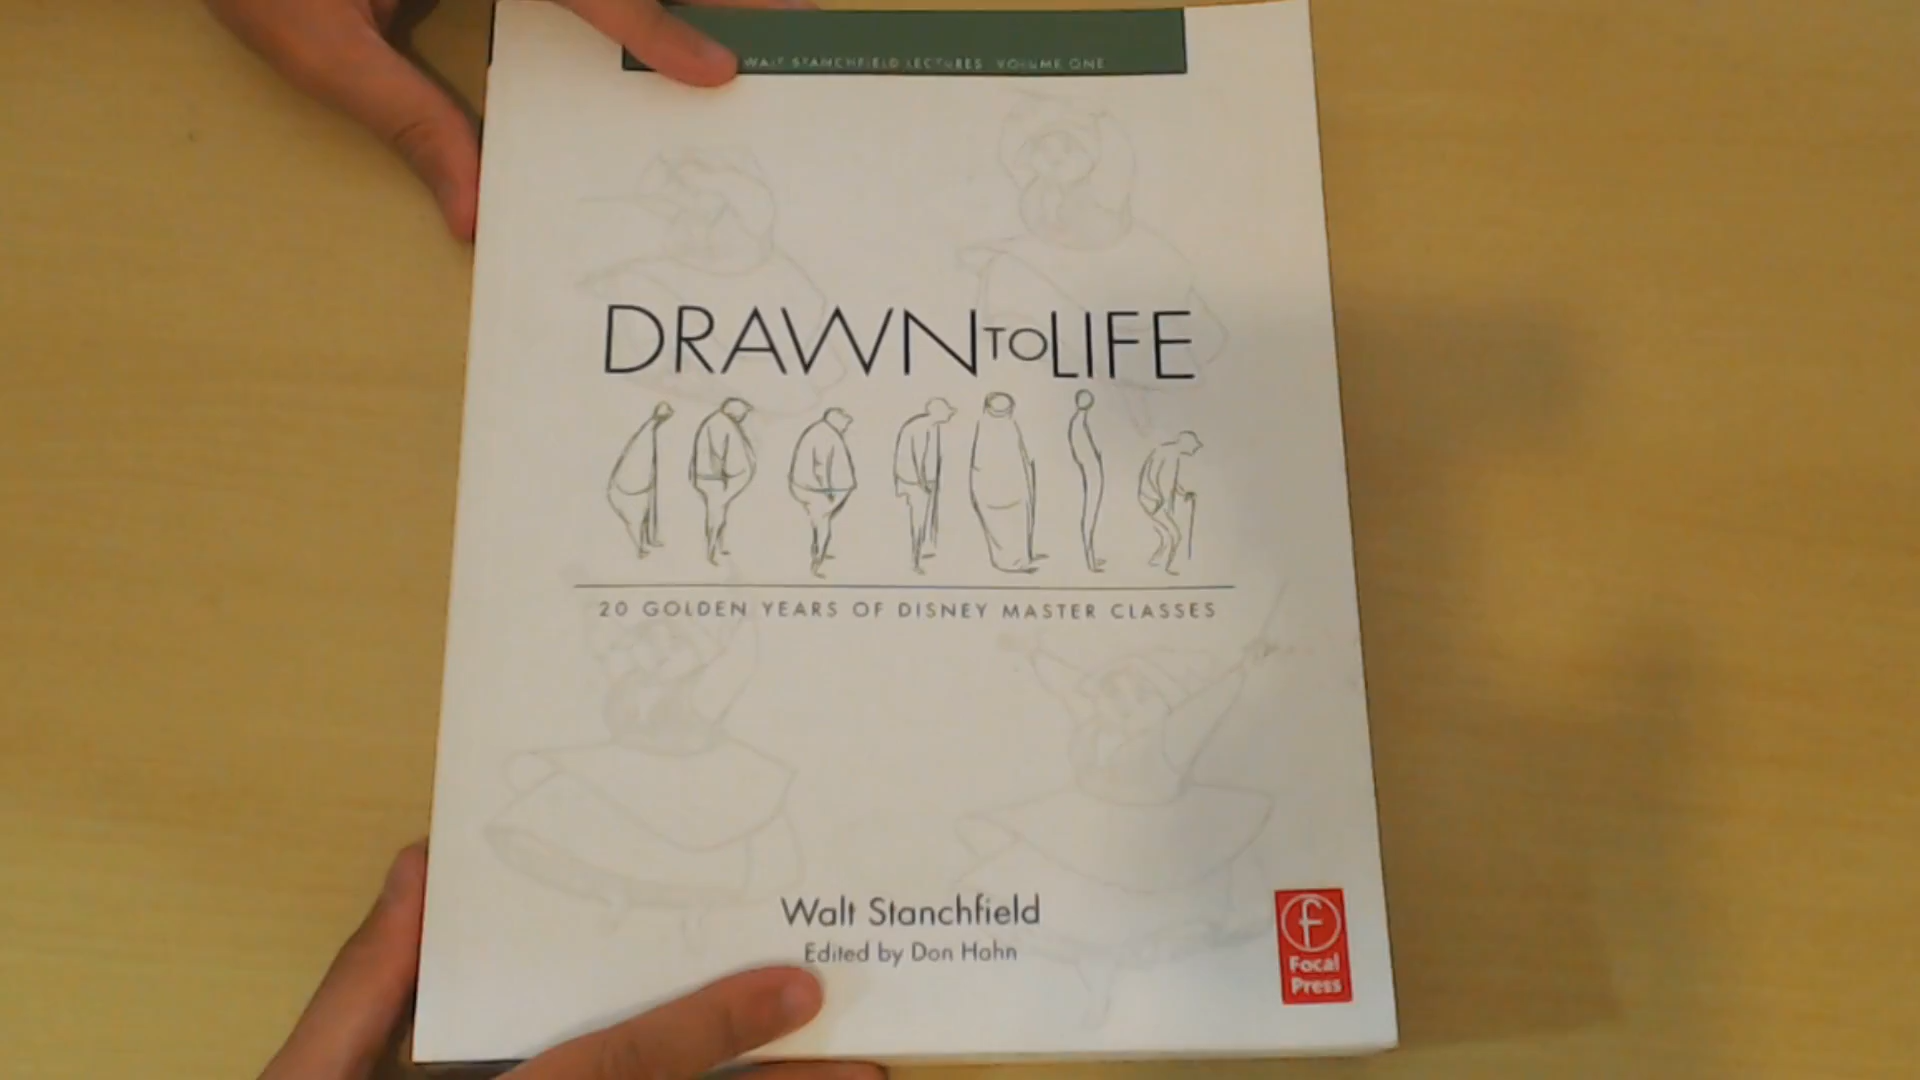 WALT STANCHFIELD LECTURES VOLUME ONE
DRAWN TO LIFE
20 GOLDEN YEARS OF DISNEY MASTER CLASSES
Walt Stanchfield
Edited by Don Hahn
f
Focal
Press